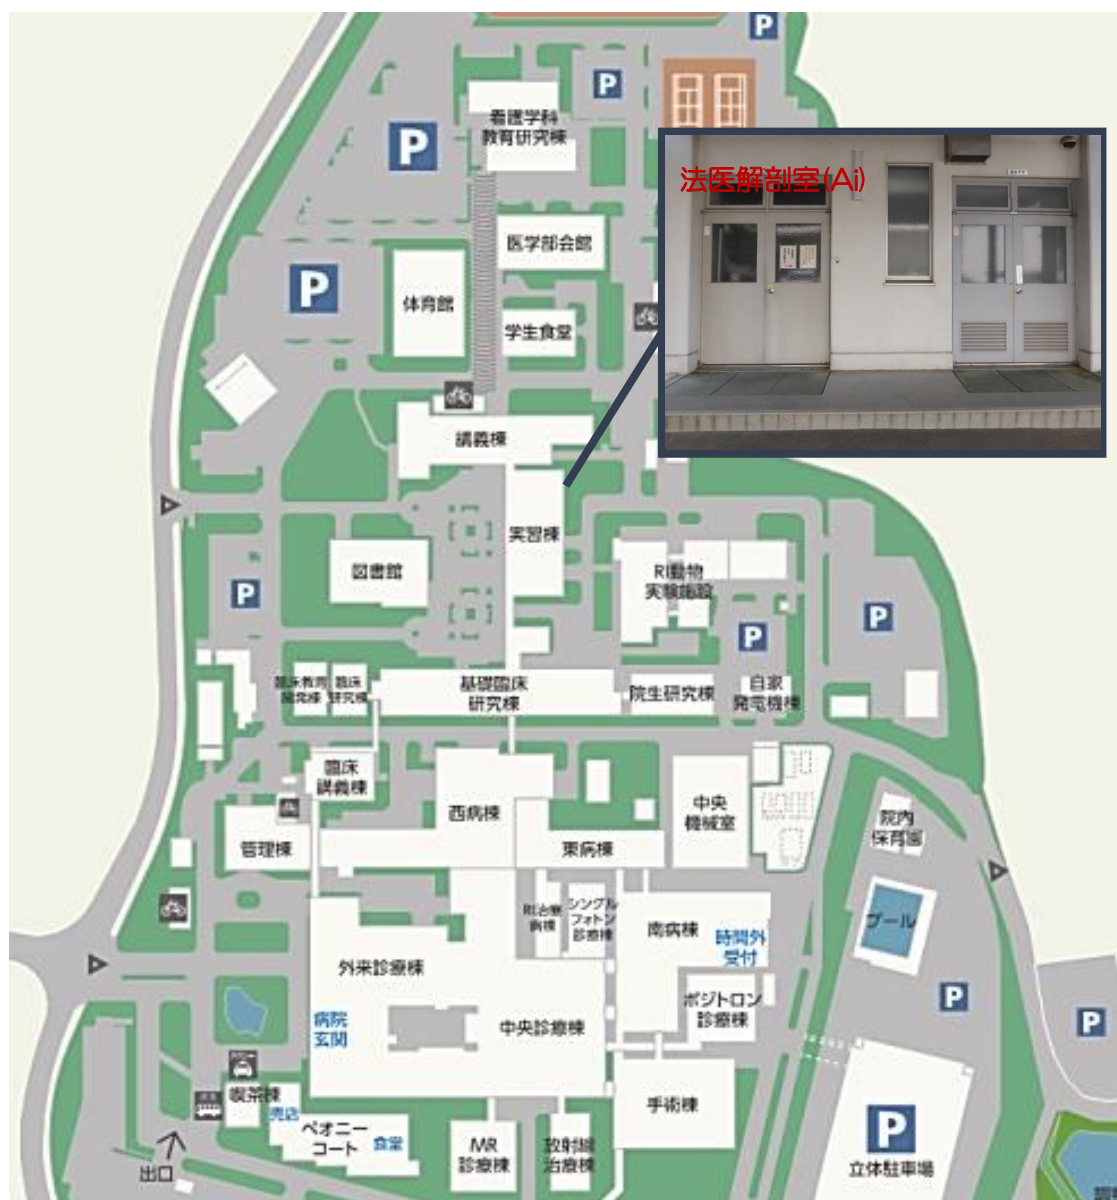 P
P
看護学科
教育研究棟
P
法医解剖室(Ai)
医学部会館
P
体育館
学生食堂
講義棟
実習棟
図書館
RI動物
実験施設
P
P
P
臨床教育
開発棟
臨床
研究棟
基礎臨床
研究棟
院生研究棟
自家
発電機棟
臨床
講義棟
西病棟
中央
機械室
院内
保育園
管理棟
東病棟
RI治療
病棟
シングル
フォトン
診療棟
南病棟
時間外
受付
プール
外来診療棟
ポジトロン
診療棟
P
病院
玄関
中央診療棟
P
喫茶棟
売店
ペオニー
コート
食堂
手術棟
P
出口
MR
診療棟
放射線
治療棟
立体駐車場